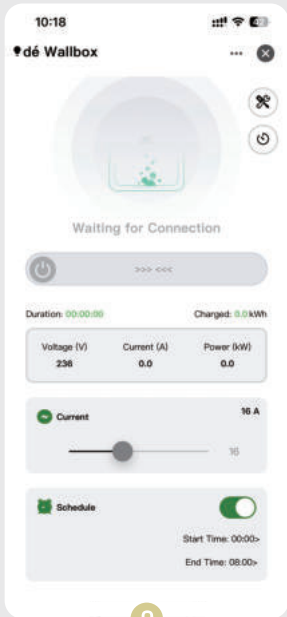 10:18
dé Wallbox
Waiting for Connection
>>> <<<
Duration: 00:00:00 Charged: 0.0 kWh
Voltage (V) Current (A) Power (kW)
236 0.0 0.0
Current 16 A
16
Schedule
Start Time: 00:00>
End Time: 08:00>